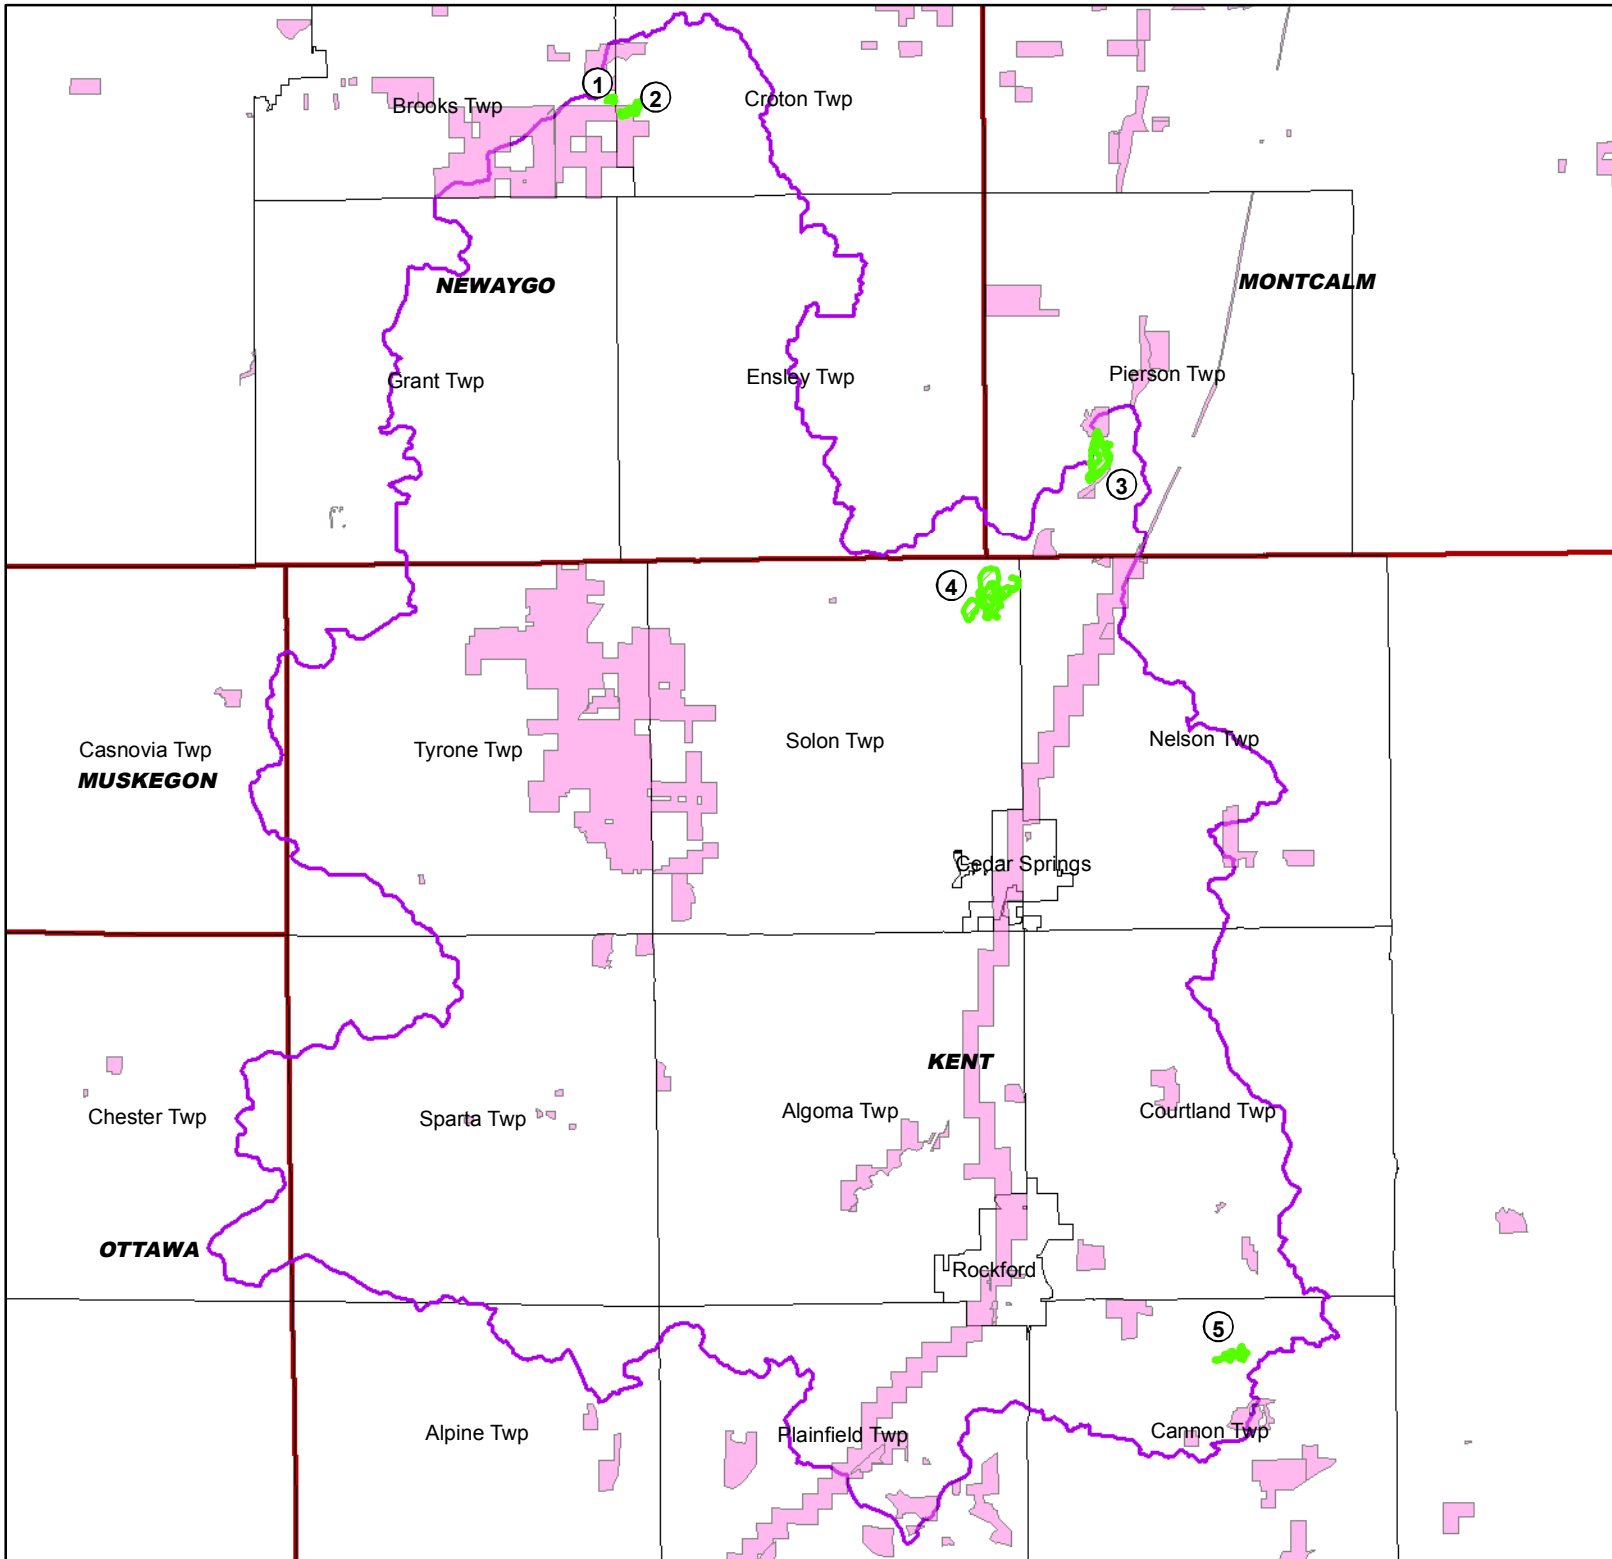 1
2
Brooks Twp
Croton Twp
NEWAYGO
MONTCALM
Grant Twp
Ensley Twp
Pierson Twp
3
4
Casnovia Twp
MUSKEGON
Tyrone Twp
Solon Twp
Nelson Twp
Cedar Springs
KENT
Chester Twp
Sparta Twp
Algoma Twp
Courtland Twp
OTTAWA
Rockford
5
Alpine Twp
Plainfield Twp
Cannon Twp